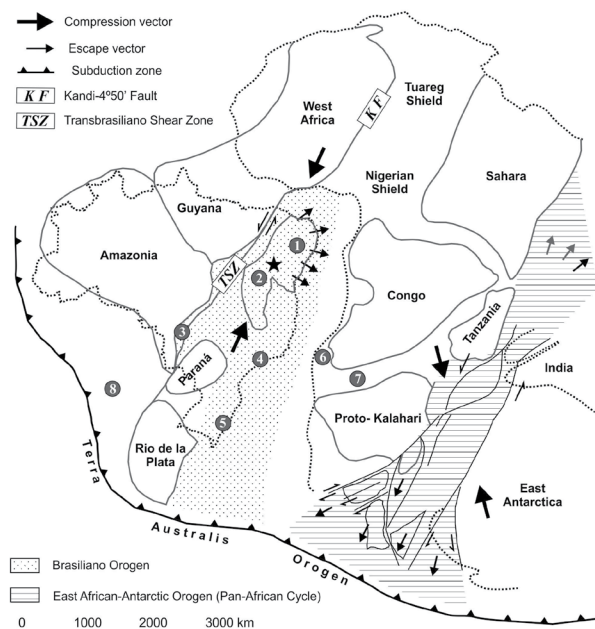 Compression vector
Escape vector
Subduction zone
K F Kandi-4º50' Fault
TSZ Transbrasiliano Shear Zone
West
Africa
Tuareg
Shield
K F
Nigerian
Shield
Sahara
Guyana
Amazonia
TSZ
1
2
3
Congo
Tanzania
India
Paraná
4
6
7
8
5
Proto- Kalahari
Rio de la
Plata
East
Antarctica
Terra
Australis
Orogen
Brasiliano Orogen
East African-Antarctic Orogen (Pan-African Cycle)
0 1000 2000 3000 km